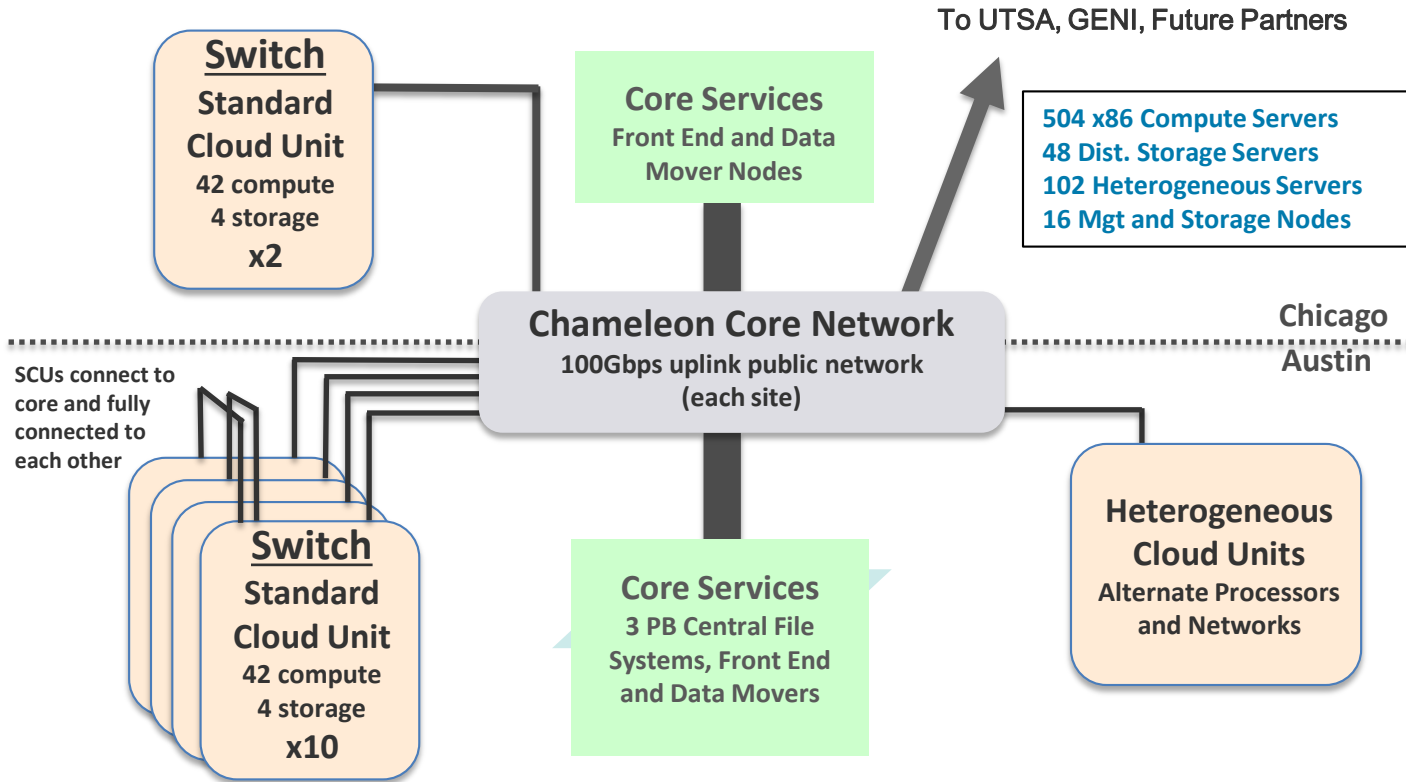 To UTSA, GENI, Future Partners
Switch
Standard
Cloud Unit
42 compute
4 storage
x2
Core Services
Front End and Data
Mover Nodes
504 x86 Compute Servers
48 Dist. Storage Servers
102 Heterogeneous Servers
16 Mgt and Storage Nodes
Chameleon Core Network
100Gbps uplink public network
(each site)
Chicago
Austin
SCUs connect to
core and fully
connected to
each other
Switch
Standard
Cloud Unit
42 compute
4 storage
x10
Core Services
3 PB Central File
Systems, Front End
and Data Movers
Heterogeneous
Cloud Units
Alternate Processors
and Networks